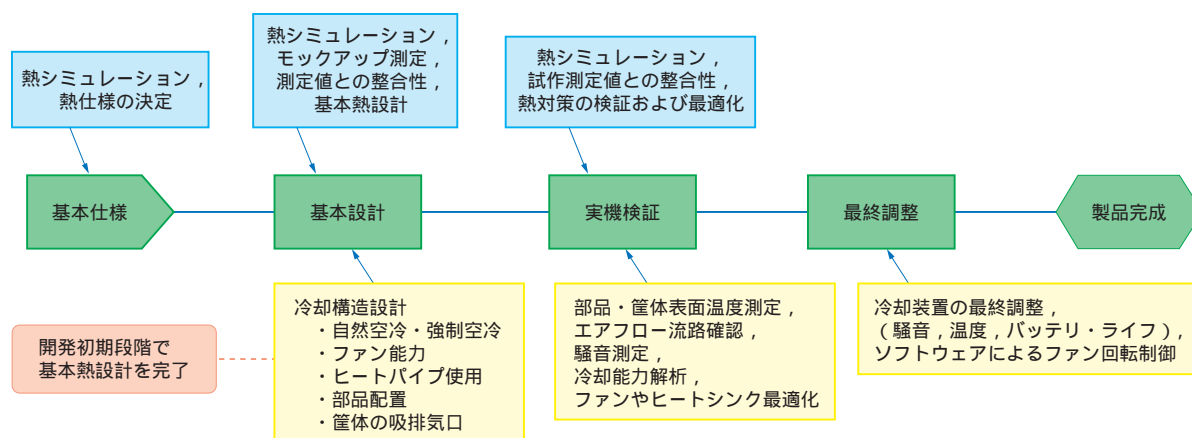 熱シミュレーション，
熱仕様の決定
熱シミュレーション，
モックアップ測定，
測定値との整合性，
基本熱設計
熱シミュレーション，
試作測定値との整合性，
熱対策の検証および最適化
基本仕様
基本設計
実機検証
最終調整
製品完成
開発初期段階で
基本熱設計を完了
冷却構造設計
・自然空冷・強制空冷
・ファン能力
・ヒートパイプ使用
・部品配置
・筐体の吸排気口
部品・筐体表面温度測定，
エアフロー流路確認，
騒音測定，
冷却能力解析，
ファンやヒートシンク最適化
冷却装置の最終調整，
（騒音，温度，バッテリ・ライフ），
ソフトウェアによるファン回転制御